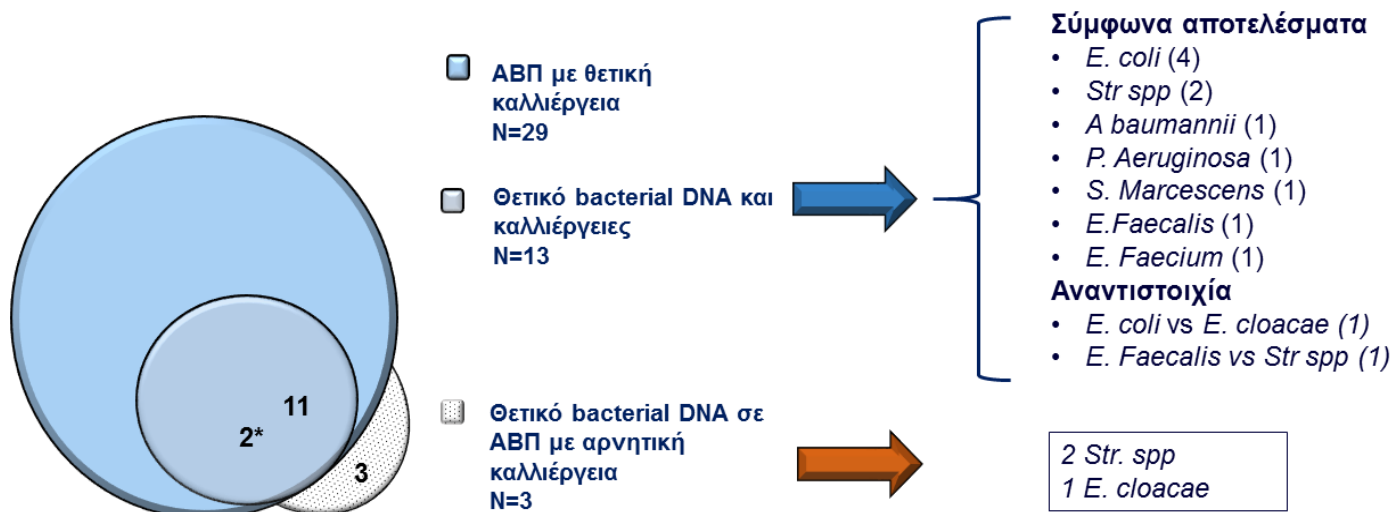 ΑΒΠ με θετική
καλλιέργεια
N=29
Θετικό bacterial DNA και
καλλιέργειες
N=13
Θετικό bacterial DNA σε
ΑΒΠ με αρνητική
καλλιέργεια
N=3
11
2*
3
Σύμφωνα αποτελέσματα
• E. coli (4)
• Str spp (2)
• A baumannii (1)
• P. Aeruginosa (1)
• S. Marcescens (1)
• E.Faecalis (1)
• E. Faecium (1)
Αναντιστοιχία
• E. coli vs E. cloacae (1)
• E. Faecalis vs Str spp (1)
2 Str. spp
1 E. cloacae